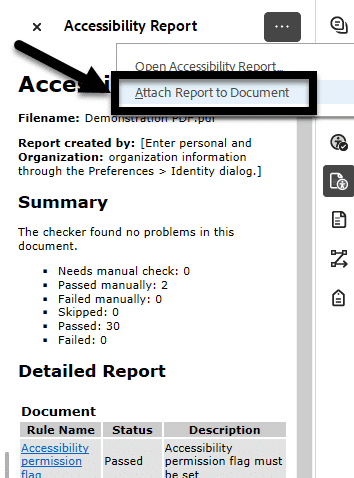 Accessibility Report
Open Accessibility Report...
Attach Report to Document
Filename: Demonstration PDF.pdf
Report created by: [Enter personal and
Organization: organization information
through the Preferences > Identity dialog.]
Summary
The checker found no problems in this
document.
Needs manual check: 0
Passed manually: 2
Failed manually: 0
Skipped: 0
Passed: 30
Failed: 0
Detailed Report
Document
Rule Name Status Description
Accessibility Passed Accessibility
permission permission flag must
flag be set